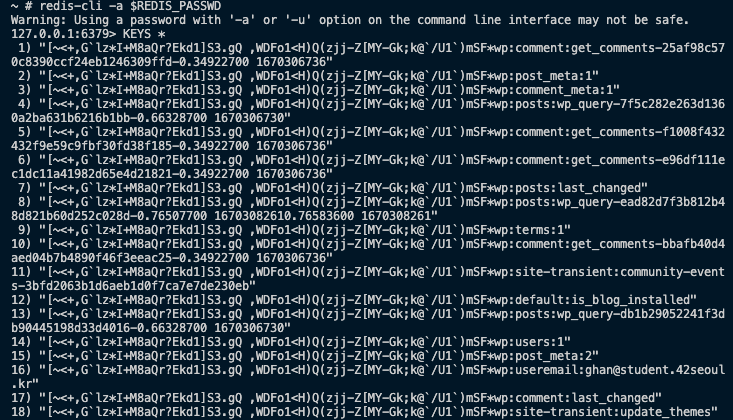 ~ # redis-cli -a $REDIS_PASSWD
Warning: Using a password with '-a' or '-u' option on the command line interface may not be safe.
127.0.0.1:6379> KEYS *
 1) "[~<+,G`lz*I+M8aQr?Ekd1]S3.gQ ,WDFo1<H)Q(zjj-Z[MY-Gk;k@`/U1`)mSF*wp:comment:get_comments-25af98c57
0c8390ccf24eb1246309ffd-0.34922700 1670306736"
 2) "[~<+,G`lz*I+M8aQr?Ekd1]S3.gQ ,WDFo1<H)Q(zjj-Z[MY-Gk;k@`/U1`)mSF*wp:post_meta:1"
 3) "[~<+,G`lz*I+M8aQr?Ekd1]S3.gQ ,WDFo1<H)Q(zjj-Z[MY-Gk;k@`/U1`)mSF*wp:comment_meta:1"
 4) "[~<+,G`lz*I+M8aQr?Ekd1]S3.gQ ,WDFo1<H)Q(zjj-Z[MY-Gk;k@`/U1`)mSF*wp:posts:wp_query-7f5c282e263d136
0a2ba631b6216b1bb-0.66328700 1670306730"
 5) "[~<+,G`lz*I+M8aQr?Ekd1]S3.gQ ,WDFo1<H)Q(zjj-Z[MY-Gk;k@`/U1`)mSF*wp:comment:get_comments-f1008f432
432f9e59c9fbf30fd38f185-0.34922700 1670306736"
 6) "[~<+,G`lz*I+M8aQr?Ekd1]S3.gQ ,WDFo1<H)Q(zjj-Z[MY-Gk;k@`/U1`)mSF*wp:comment:get_comments-e96df111e
c1dc11a41982d65e4d21821-0.34922700 1670306736"
 7) "[~<+,G`lz*I+M8aQr?Ekd1]S3.gQ ,WDFo1<H)Q(zjj-Z[MY-Gk;k@`/U1`)mSF*wp:posts:last_changed"
 8) "[~<+,G`lz*I+M8aQr?Ekd1]S3.gQ ,WDFo1<H)Q(zjj-Z[MY-Gk;k@`/U1`)mSF*wp:posts:wp_query-ead82d7f3b812b4
8d821b60d252c028d-0.76507700 16703082610.76583600 1670308261"
 9) "[~<+,G`lz*I+M8aQr?Ekd1]S3.gQ ,WDFo1<H)Q(zjj-Z[MY-Gk;k@`/U1`)mSF*wp:terms:1"
10) "[~<+,G`lz*I+M8aQr?Ekd1]S3.gQ ,WDFo1<H)Q(zjj-Z[MY-Gk;k@`/U1`)mSF*wp:comment:get_comments-bbafb40d4
aed04b7b4890f46f3eeac25-0.34922700 1670306736"
11) "[~<+,G`lz*I+M8aQr?Ekd1]S3.gQ ,WDFo1<H)Q(zjj-Z[MY-Gk;k@`/U1`)mSF*wp:site-transient:community-event
s-3bfd2063b1d6aeb1d0f7ca7e7de230eb"
12) "[~<+,G`lz*I+M8aQr?Ekd1]S3.gQ ,WDFo1<H)Q(zjj-Z[MY-Gk;k@`/U1`)mSF*wp:default:is_blog_installed"
13) "[~<+,G`lz*I+M8aQr?Ekd1]S3.gQ ,WDFo1<H)Q(zjj-Z[MY-Gk;k@`/U1`)mSF*wp:posts:wp_query-db1b29052241f3d
b90445198d33d4016-0.66328700 1670306730"
14) "[~<+,G`lz*I+M8aQr?Ekd1]S3.gQ ,WDFo1<H)Q(zjj-Z[MY-Gk;k@`/U1`)mSF*wp:users:1"
15) "[~<+,G`lz*I+M8aQr?Ekd1]S3.gQ ,WDFo1<H)Q(zjj-Z[MY-Gk;k@`/U1`)mSF*wp:post_meta:2"
16) "[~<+,G`lz*I+M8aQr?Ekd1]S3.gQ ,WDFo1<H)Q(zjj-Z[MY-Gk;k@`/U1`)mSF*wp:useremail:ghan@student.42seoul
.kr"
17) "[~<+,G`lz*I+M8aQr?Ekd1]S3.gQ ,WDFo1<H)Q(zjj-Z[MY-Gk;k@`/U1`)mSF*wp:comment:last_changed"
18) "[~<+,G`lz*I+M8aQr?Ekd1]S3.gQ ,WDFo1<H)Q(zjj-Z[MY-Gk;k@`/U1`)mSF*wp:site-transient:update_themes"